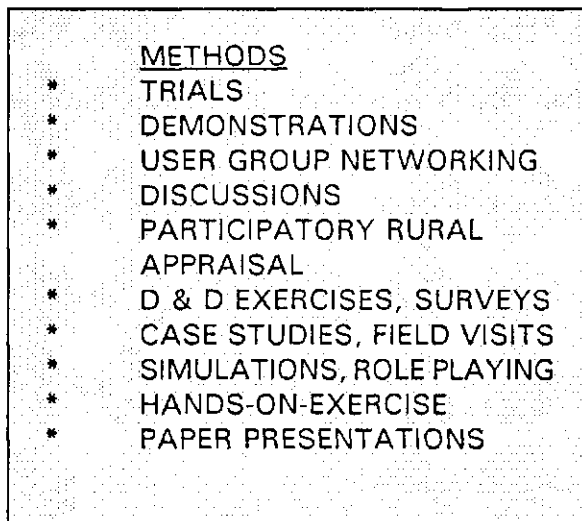 METHODS
* TRIALS
* DEMONSTRATIONS
* USER GROUP NETWORKING
* DISCUSSIONS
* PARTICIPATORY RURAL
APPRAISAL
* D & D EXERCISES, SURVEYS
* CASE STUDIES, FIELD VISITS
* SIMULATIONS, ROLE PLAYING
* HANDS-ON-EXERCISE
* PAPER PRESENTATIONS